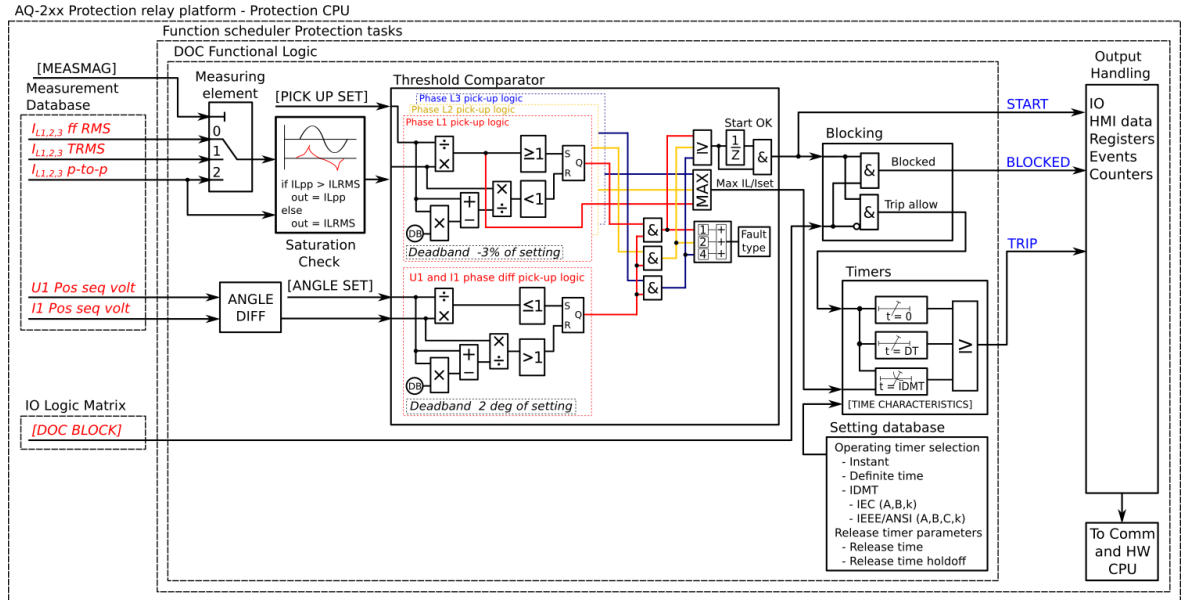 AQ-2xx Protection relay platform - Protection CPU
Function scheduler Protection tasks
DOC Functional Logic
[MEASMAG]
Measurement
Database
I L1,2,3 ff RMS
I L1,2,3 TRMS
I L1,2,3 p-to-p
Measuring
element
0
1
2
[PICK UP SET]
if ILpp > ILRMS
out = ILpp
else
out = ILRMS
Saturation
Check
Threshold Comparator
Phase L3 pick-up logic
Phase L2 pick-up logic
Phase L1 pick-up logic
÷
×
≥1
S
Q
R
×
÷
<1
+
−
×
DB
Deadband -3% of setting
U1 Pos seq volt
I1 Pos seq volt
ANGLE
DIFF
[ANGLE SET]
U1 and I1 phase diff pick-up logic
÷
×
≤1
S
Q
R
×
÷
>1
+
−
×
DB
Deadband 2 deg of setting
&
&
&
≥
MAX
1 +
2 +
4 +
Fault
type
Start OK
1
Z
&
Max IL/Iset
Blocking
&
Blocked
&
Trip allow
Timers
t = 0
t = DT
t = IDMT
≥
[TIME CHARACTERISTICS]
START
BLOCKED
TRIP
Output
Handling
IO
HMI data
Registers
Events
Counters
To Comm
and HW
CPU
IO Logic Matrix
[DOC BLOCK]
Setting database
Operating timer selection
- Instant
- Definite time
- IDMT
- IEC (A,B,k)
- IEEE/ANSI (A,B,C,k)
Release timer parameters
- Release time
- Release time holdoff